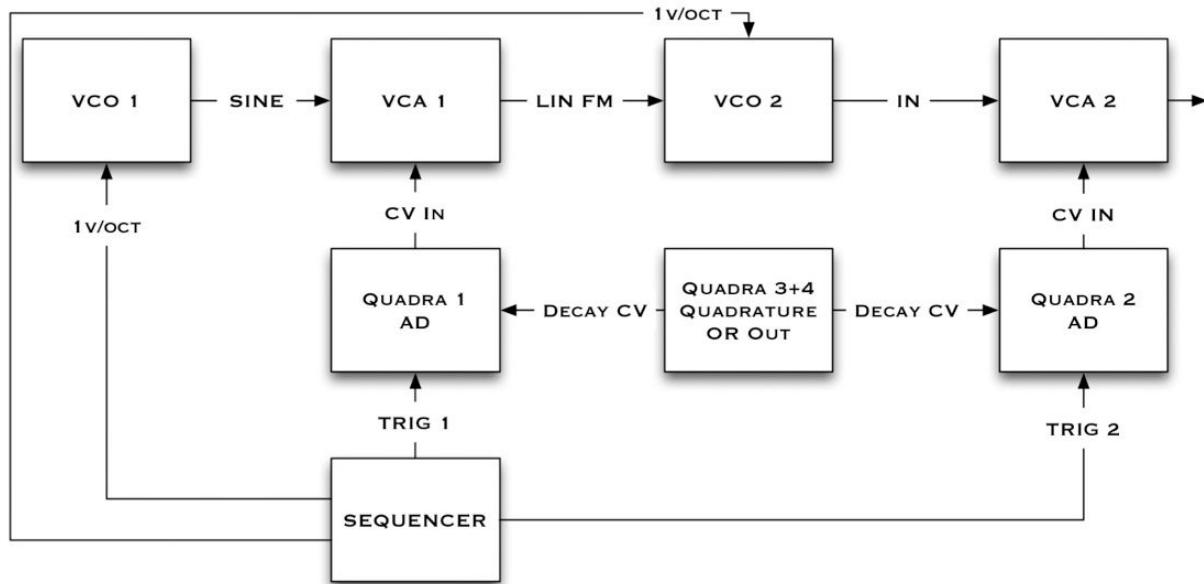 1V/OCT
VCO 1
SINE
VCA 1
LIN FM
VCO 2
IN
VCA 2
1V/OCT
CV IN
CV IN
QUADRA 1
AD
DECAY CV
QUADRA 3+4
QUADRATURE
OR OUT
DECAY CV
QUADRA 2
AD
TRIG 1
TRIG 2
SEQUENCER